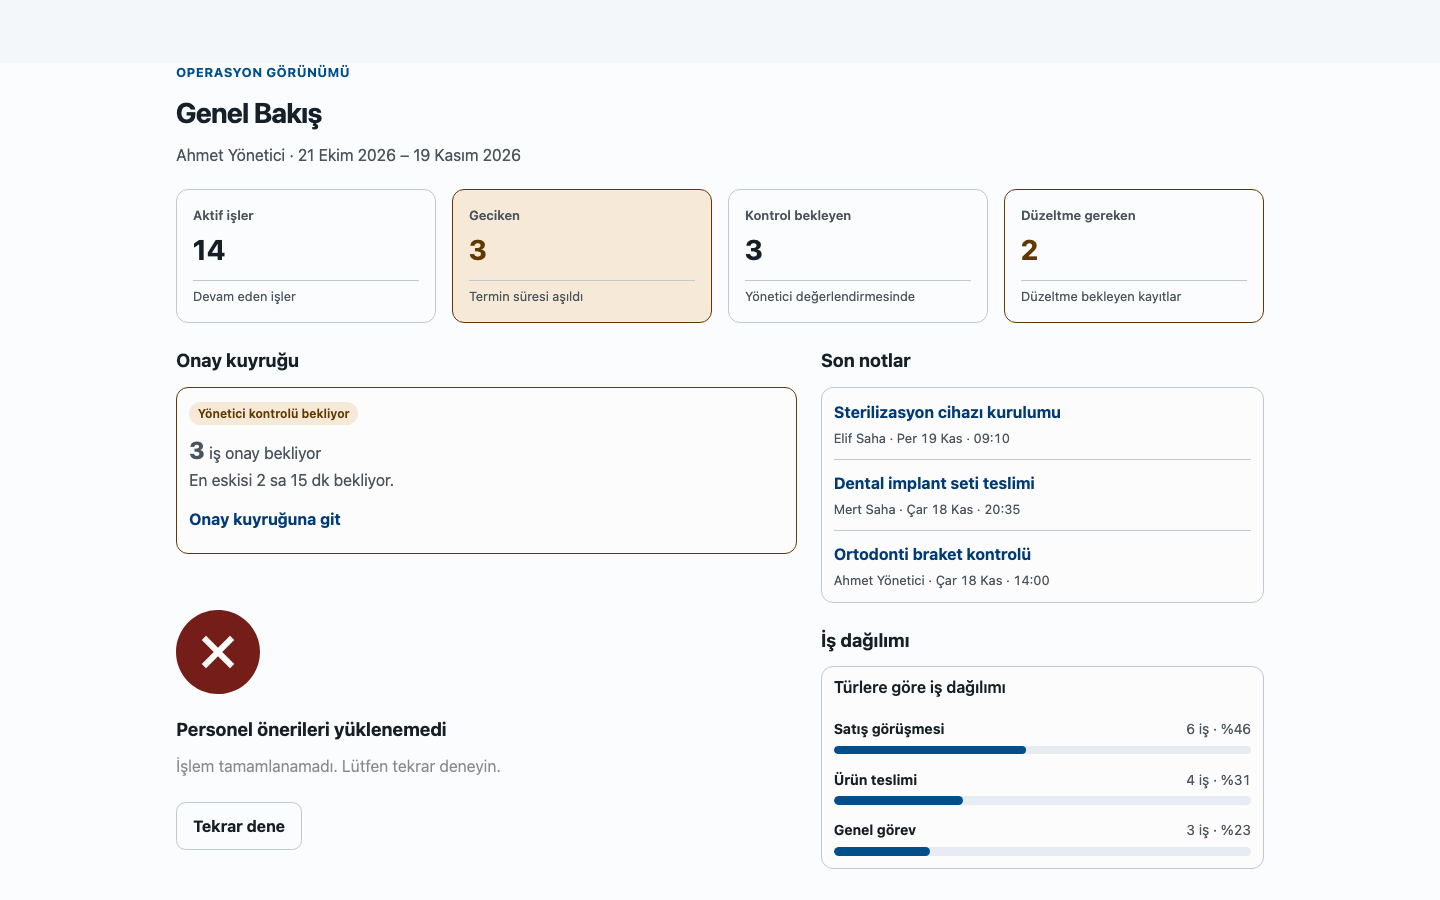 OPERASYON GÖRÜNÜMÜ
Genel Bakış
Ahmet Yönetici · 21 Ekim 2026 – 19 Kasım 2026
Aktif işler
14
Devam eden işler
Geciken
3
Termin süresi aşıldı
Kontrol bekleyen
3
Yönetici değerlendirmesinde
Düzeltme gereken
2
Düzeltme bekleyen kayıtlar
Onay kuyruğu
Yönetici kontrolü bekliyor
3 iş onay bekliyor
En eskisi 2 sa 15 dk bekliyor.
Onay kuyruğuna git
Personel önerileri yüklenemedi
İşlem tamamlanamadı. Lütfen tekrar deneyin.
Tekrar dene
Son notlar
Sterilizasyon cihazı kurulumu
Elif Saha · Per 19 Kas · 09:10
Dental implant seti teslimi
Mert Saha · Çar 18 Kas · 20:35
Ortodonti braket kontrolü
Ahmet Yönetici · Çar 18 Kas · 14:00
İş dağılımı
Türlere göre iş dağılımı
Satış görüşmesi 6 iş · %46
Ürün teslimi 4 iş · %31
Genel görev 3 iş · %23